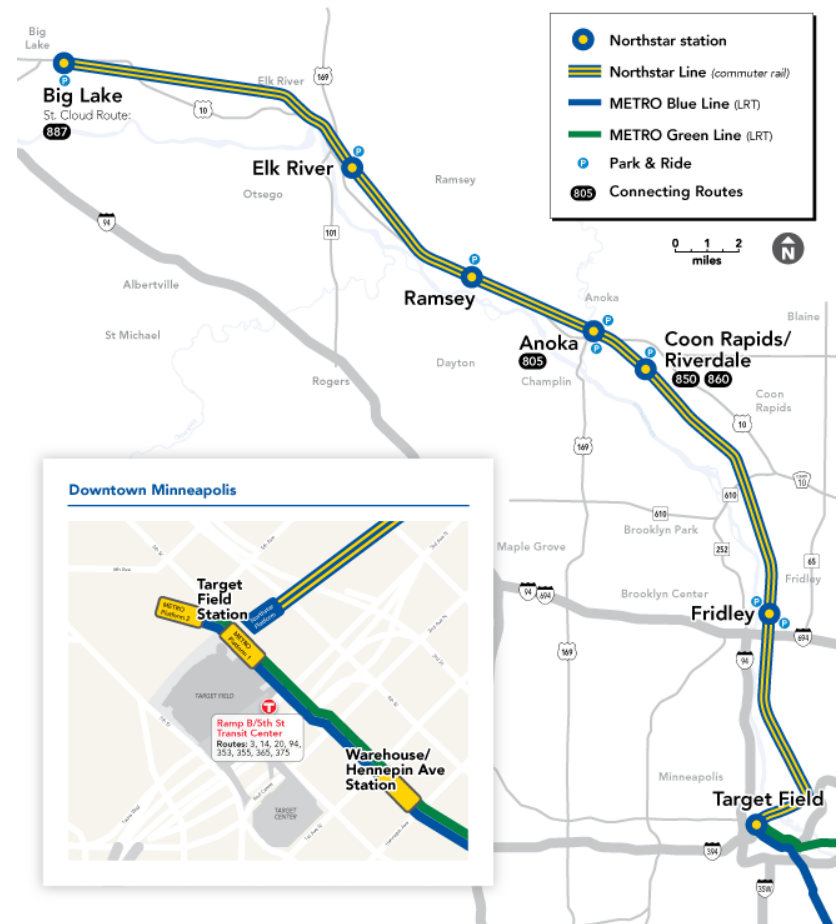 Big
Lake
Big Lake
St. Cloud Route:
887
P
Elk River
169
10
Elk River
P
Otsego
Ramsey
94
101
Albertville
St Michael
Rogers
P
Ramsey
Northstar station
Northstar Line (commuter rail)
METRO Blue Line (LRT)
METRO Green Line (LRT)
P Park & Ride
805 Connecting Routes
0 1 2
miles
N
Anoka
P
P
Anoka
805
Dayton
Champlin
Blaine
P
Coon Rapids/
Riverdale
850 860
Coon
Rapids
10
169
10
610
610
Brooklyn Park
252
65
Maple Grove
94 694
Brooklyn Center
Fridley
P
Fridley
P
694
94
169
Minneapolis
Target Field
394
35W
Downtown Minneapolis
Target
Field
Station
METRO
Platform 2
Northstar
Platform
METRO
Platform 1
TARGET FIELD
T
Ramp B/5th St
Transit Center
Routes: 3, 14, 20, 94,
353, 355, 365, 375
Warehouse/
Hennepin Ave
Station
TARGET
CENTER